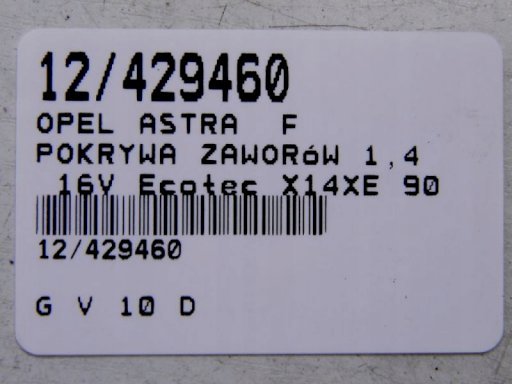 12/429460
OPEL ASTRA F
POKRYWA ZAWORóW 1,4
16V Ecotec X14XE 90
12/429460
G V 10 D